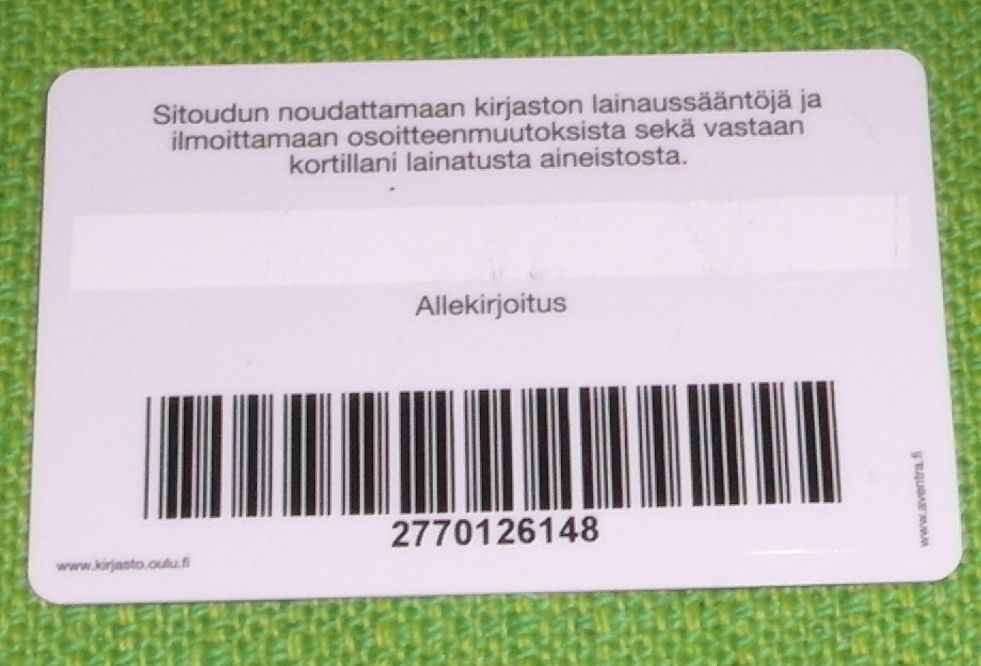 Sitoudun noudattamaan kirjaston lainaussääntöjä ja
ilmoittamaan osoitteenmuutoksista sekä vastaan
kortillani lainatusta aineistosta.
Allekirjoitus
2770126148
www.kirjasto.oulu.fi
www.aventra.fi